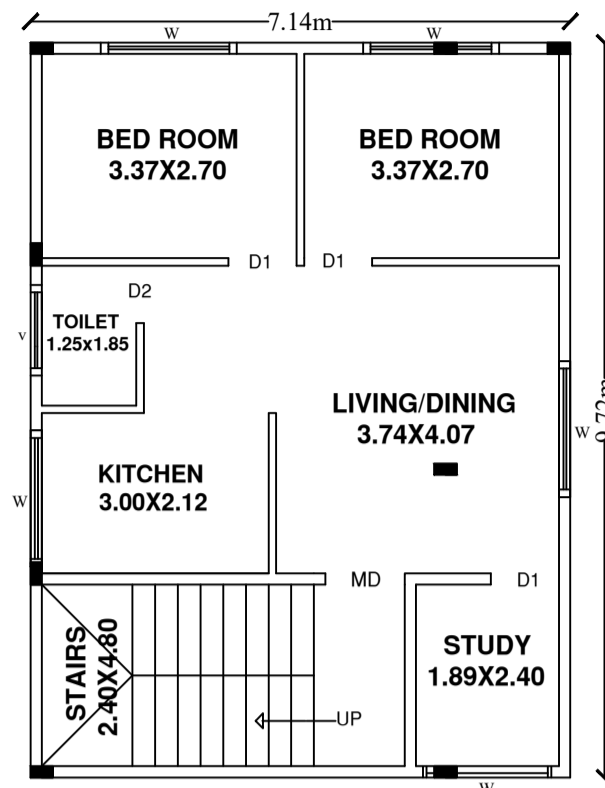 7.14m
W
W
BED ROOM
3.37X2.70
BED ROOM
3.37X2.70
D1
D1
D2
TOILET
1.25x1.85
V
LIVING/DINING
3.74X4.07
W
9.72m
KITCHEN
3.00X2.12
W
MD
D1
STAIRS
2.40X4.80
STUDY
1.89X2.40
UP
W